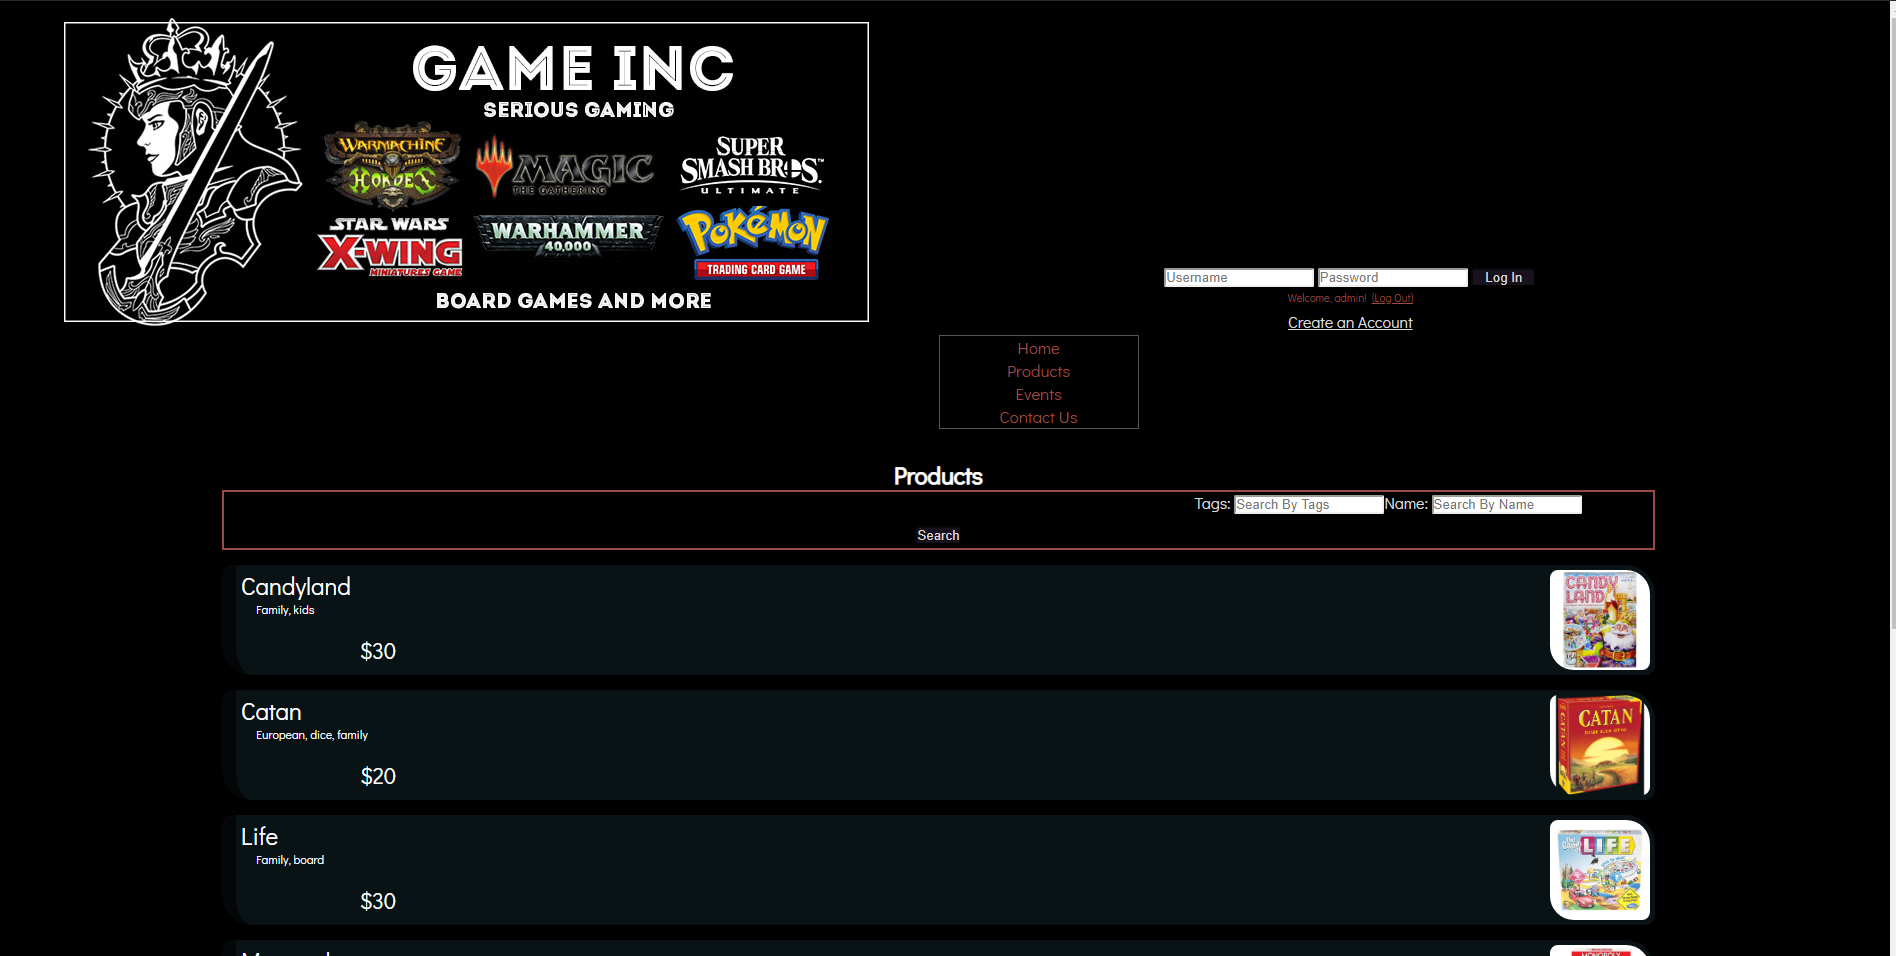 GAME INC
SERIOUS GAMING
WARMACHINE
HORDES
MAGIC
THE GATHERING
SUPER
SMASH BROS.™
ULTIMATE
STAR WARS
X-WING
MINIATURES GAME
WARHAMMER
40,000
POKéMON
TRADING CARD GAME
BOARD GAMES AND MORE
Username Password Log In
Welcome, admin! (Log Out)
Create an Account
Home
Products
Events
Contact Us
Products
Tags: Search By Tags Name: Search By Name
Search
Candyland
Family, kids
$30
CANDY
LAND
Catan
European, dice, family
$20
CATAN
CATAN
Life
Family, board
$30
LIFE
MONOPOLY